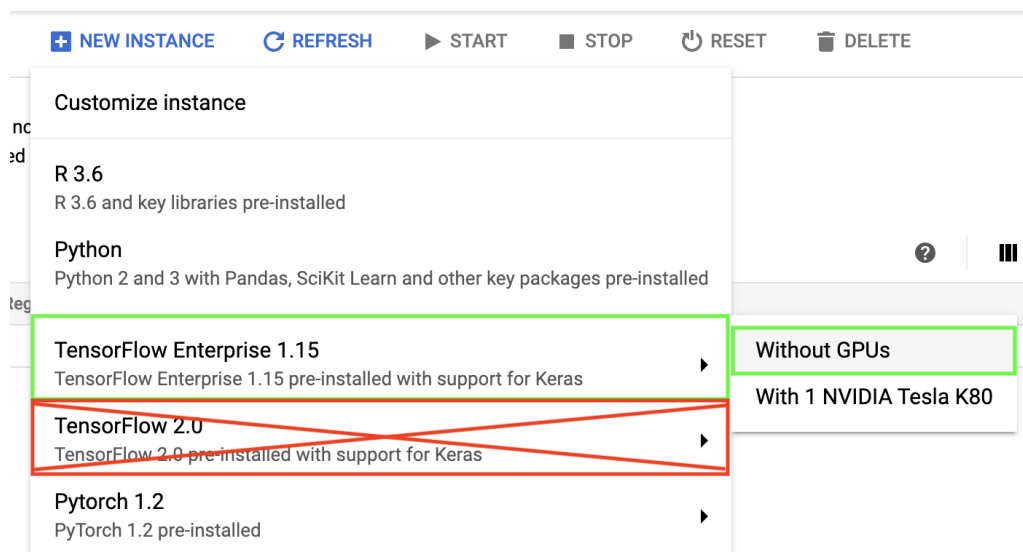 NEW INSTANCE REFRESH START STOP RESET DELETE
Customize instance
R 3.6
R 3.6 and key libraries pre-installed
Python
Python 2 and 3 with Pandas, SciKit Learn and other key packages pre-installed
TensorFlow Enterprise 1.15
TensorFlow Enterprise 1.15 pre-installed with support for Keras
Without GPUs
With 1 NVIDIA Tesla K80
TensorFlow 2.0
TensorFlow 2.0 pre-installed with support for Keras
Pytorch 1.2
PyTorch 1.2 pre-installed